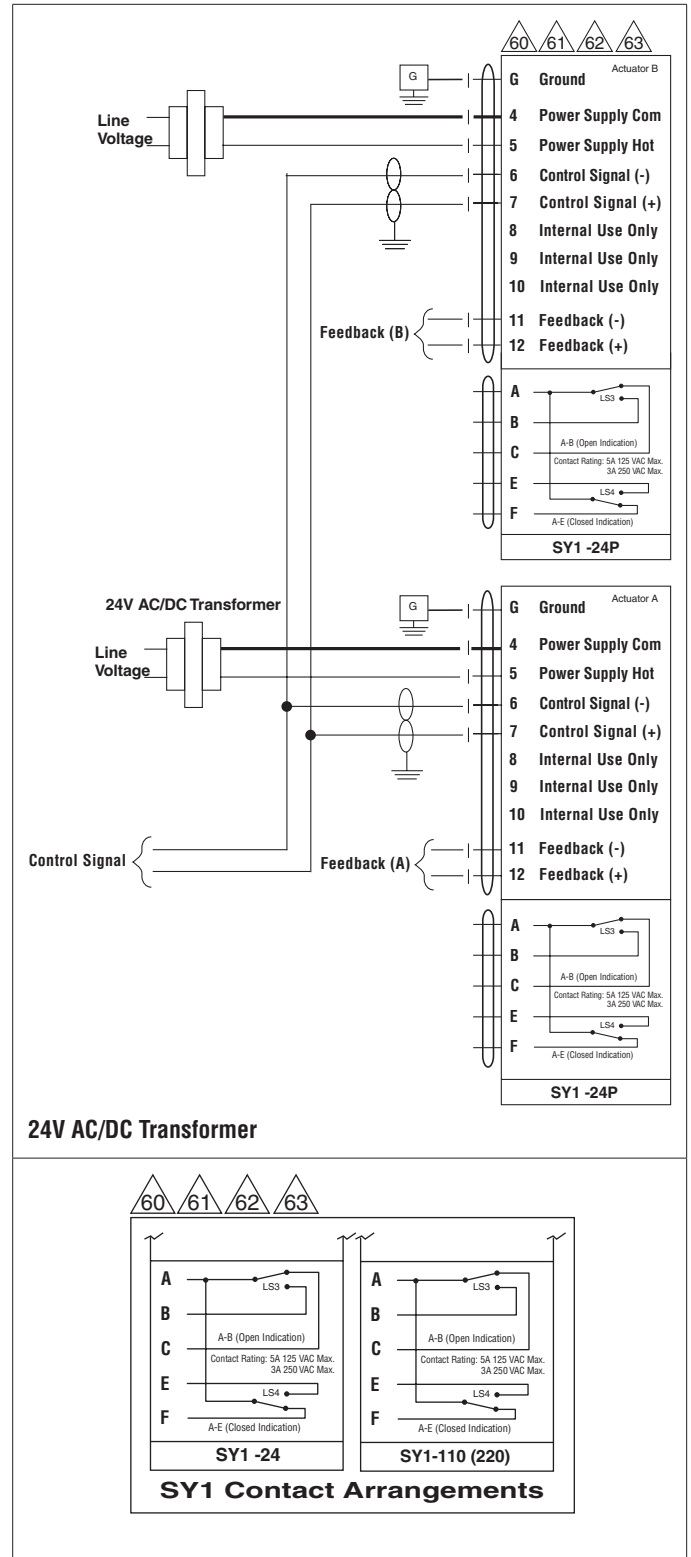 60 61 62 63
Actuator B
G
G Ground
Line
Voltage
4 Power Supply Com
5 Power Supply Hot
6 Control Signal (-)
7 Control Signal (+)
8 Internal Use Only
9 Internal Use Only
10 Internal Use Only
Feedback (B)
11 Feedback (-)
12 Feedback (+)
A
LS3
B
A-B (Open Indication)
C
Contact Rating: 5A 125 VAC Max.
3A 250 VAC Max.
E
LS4
F
A-E (Closed Indication)
SY1 -24P
24V AC/DC Transformer
Actuator A
G
G Ground
Line
Voltage
4 Power Supply Com
5 Power Supply Hot
6 Control Signal (-)
7 Control Signal (+)
8 Internal Use Only
9 Internal Use Only
10 Internal Use Only
Control Signal
Feedback (A)
11 Feedback (-)
12 Feedback (+)
A
LS3
B
A-B (Open Indication)
C
Contact Rating: 5A 125 VAC Max.
3A 250 VAC Max.
E
LS4
F
A-E (Closed Indication)
SY1 -24P
24V AC/DC Transformer
60 61 62 63
A
LS3
B
A-B (Open Indication)
C
Contact Rating: 5A 125 VAC Max.
3A 250 VAC Max.
E
LS4
F
A-E (Closed Indication)
SY1 -24
A
LS3
B
A-B (Open Indication)
C
Contact Rating: 5A 125 VAC Max.
3A 250 VAC Max.
E
LS4
F
A-E (Closed Indication)
SY1-110 (220)
SY1 Contact Arrangements